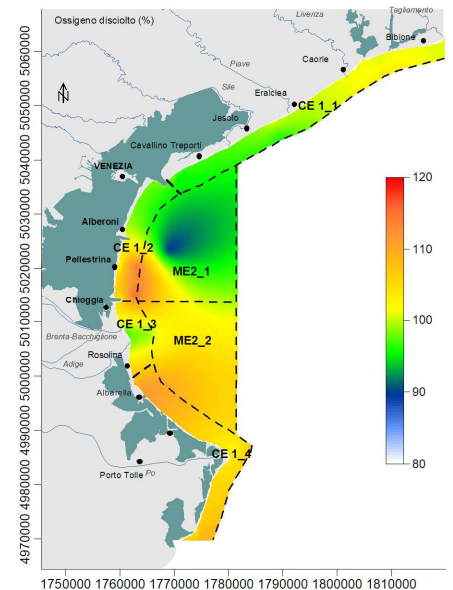 Ossigeno disciolto (%)
Tagliamento
Livenza
Bibione
Caorle
Piave
Sile
Eraclea
CE 1_1
Jesolo
Cavallino Treporti
VENEZIA
Alberoni
CE 1_2
Pellestrina
ME2_1
Chioggia
CE 1_3
Brenta-Bacchiglione
ME2_2
Rosolina
Adige
Albarella
CE 1_4
Porto Tolle
Po
N
120
110
100
90
80
5060000
5050000
5040000
5030000
5020000
5010000
5000000
4990000
4980000
4970000
1750000 1760000 1770000 1780000 1790000 1800000 1810000